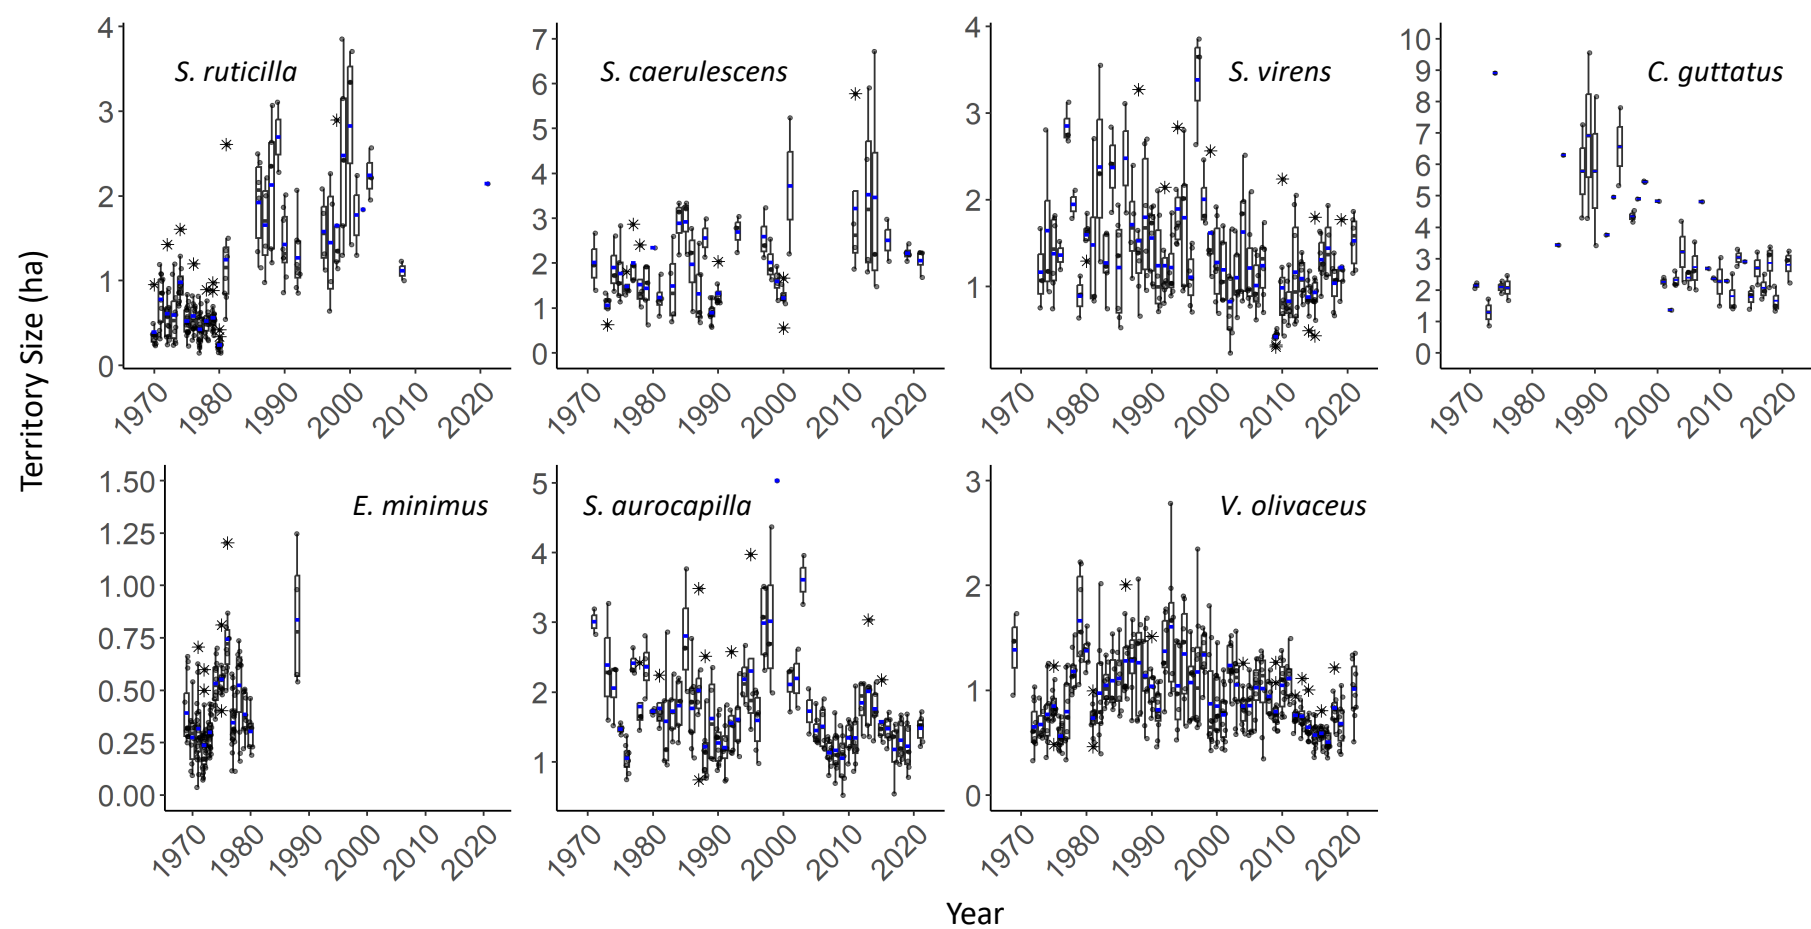 Territory Size (ha)
S. ruticilla
4
3
2
1
0
1970 1980 1990 2000 2010 2020
S. caerulescens
7
6
5
4
3
2
1
0
1970 1980 1990 2000 2010 2020
S. virens
4
3
2
1
1970 1980 1990 2000 2010 2020
C. guttatus
10
9
8
7
6
5
4
3
2
1
0
1970 1980 1990 2000 2010 2020
E. minimus
1.50
1.25
1.00
0.75
0.50
0.25
0.00
1970 1980 1990 2000 2010 2020
S. aurocapilla
5
4
3
2
1
1970 1980 1990 2000 2010 2020
V. olivaceus
3
2
1
0
1970 1980 1990 2000 2010 2020
Year